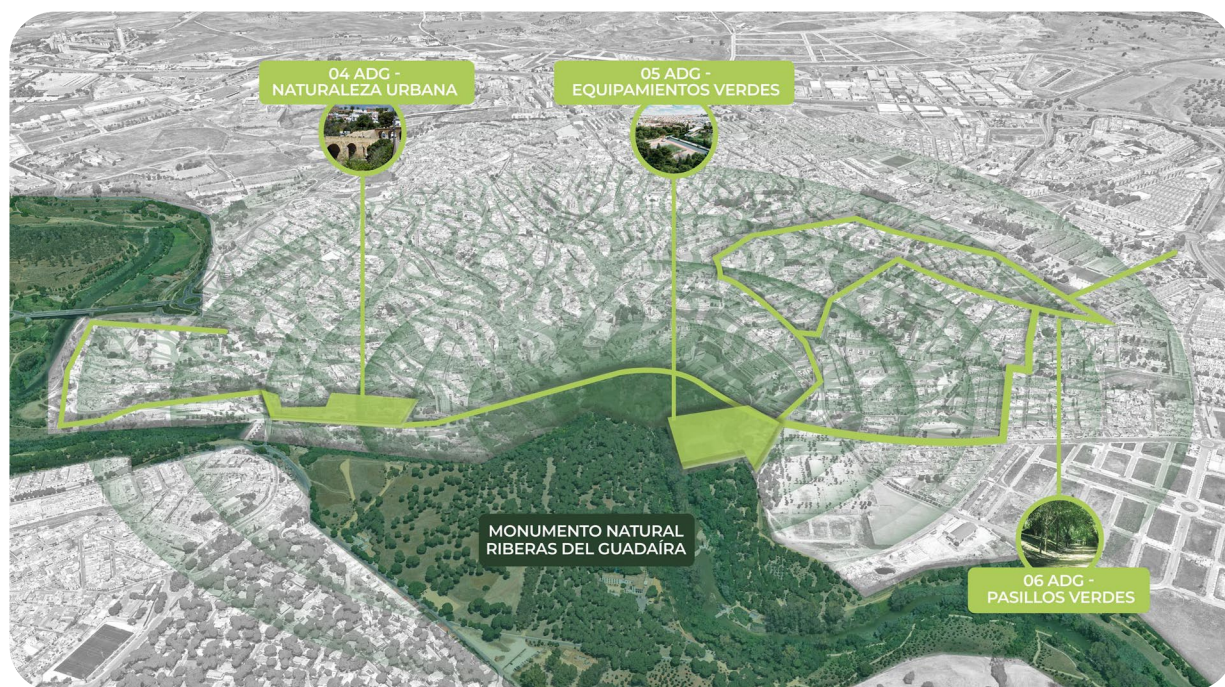 04 ADG -
NATURALEZA URBANA
05 ADG -
EQUIPAMIENTOS VERDES
MONUMENTO NATURAL
RIBERAS DEL GUADAÍRA
06 ADG -
PASILLOS VERDES